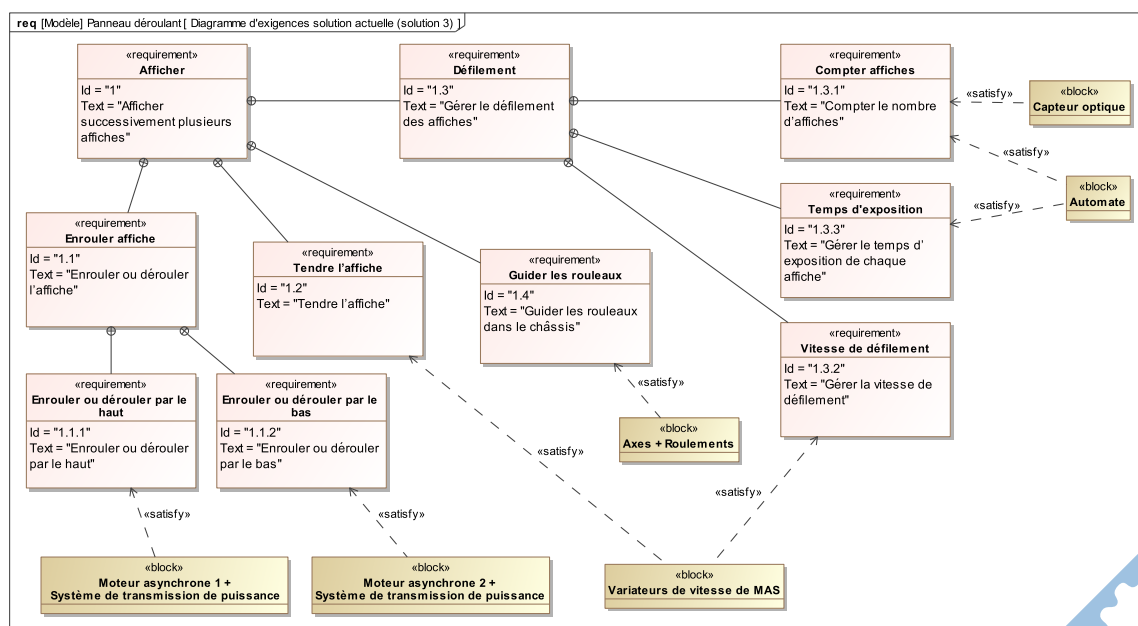 req [Modèle] Panneau déroulant [ Diagramme d'exigences solution actuelle (solution 3) ]
«requirement»
Afficher
Id = "1"
Text = "Afficher
successivement plusieurs
affiches"
«requirement»
Défilement
Id = "1.3"
Text = "Gérer le défilement
des affiches"
«requirement»
Compter affiches
Id = "1.3.1"
Text = "Compter le nombre
d'affiches"
«satisfy»
«block»
Capteur optique
«satisfy»
«block»
Automate
«satisfy»
«requirement»
Temps d'exposition
Id = "1.3.3"
Text = "Gérer le temps d'
exposition de chaque
affiche"
«requirement»
Enrouler affiche
Id = "1.1"
Text = "Enrouler ou dérouler
l'affiche"
«requirement»
Tendre l'affiche
Id = "1.2"
Text = "Tendre l'affiche"
«requirement»
Guider les rouleaux
Id = "1.4"
Text = "Guider les rouleaux
dans le châssis"
«requirement»
Vitesse de défilement
Id = "1.3.2"
Text = "Gérer la vitesse de
défilement"
«requirement»
Enrouler ou dérouler par le
haut
Id = "1.1.1"
Text = "Enrouler ou dérouler
par le haut"
«requirement»
Enrouler ou dérouler par le
bas
Id = "1.1.2"
Text = "Enrouler ou dérouler
par le bas"
«satisfy»
«block»
Axes + Roulements
«satisfy»
«satisfy»
«satisfy»
«satisfy»
«block»
Moteur asynchrone 1 +
Système de transmission de puissance
«block»
Moteur asynchrone 2 +
Système de transmission de puissance
«block»
Variateurs de vitesse de MAS